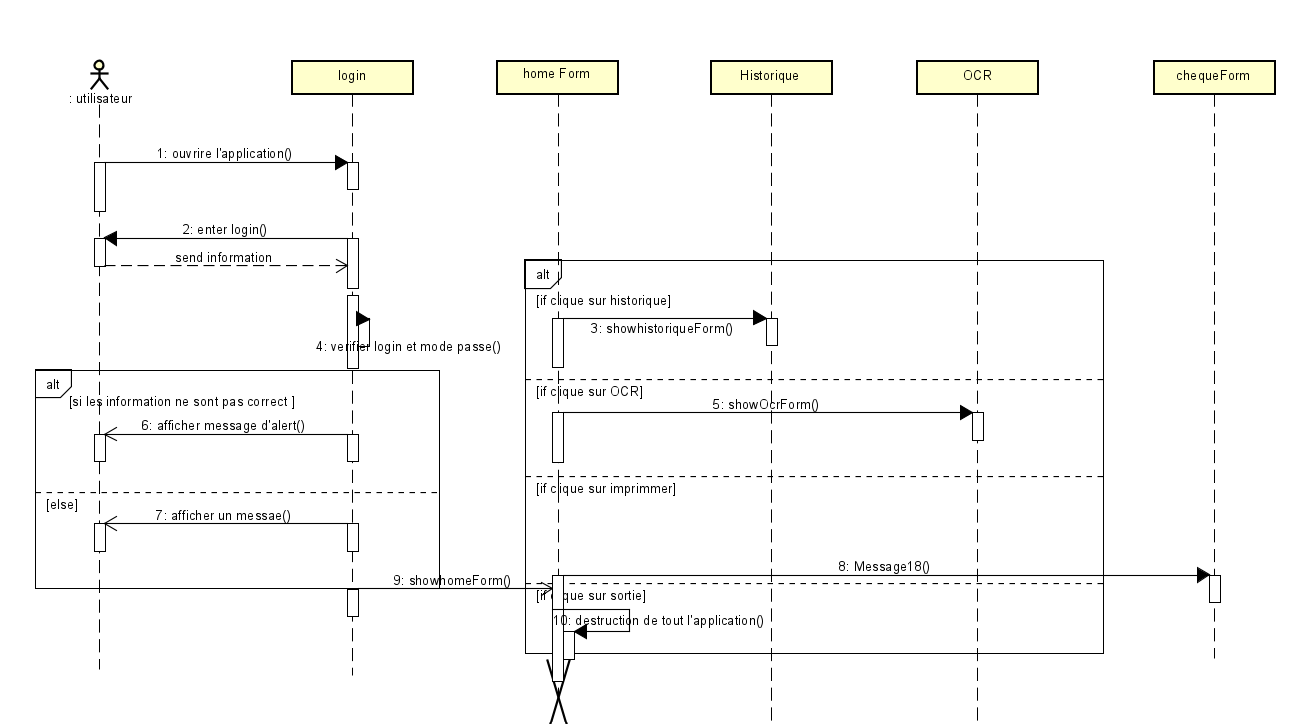 : utilisateur
login
home Form
Historique
OCR
chequeForm
1: ouvrire l'application()
2: enter login()
send information
alt
[if clique sur historique]
3: showhistoriqueForm()
4: verifier login et mode passe()
alt
[si les information ne sont pas correct ]
[if clique sur OCR]
5: showOcrForm()
6: afficher message d'alert()
[if clique sur imprimmer]
[else]
7: afficher un messae()
8: Message18()
9: showhomeForm()
[if clique sur sortie]
10: destruction de tout l'application()